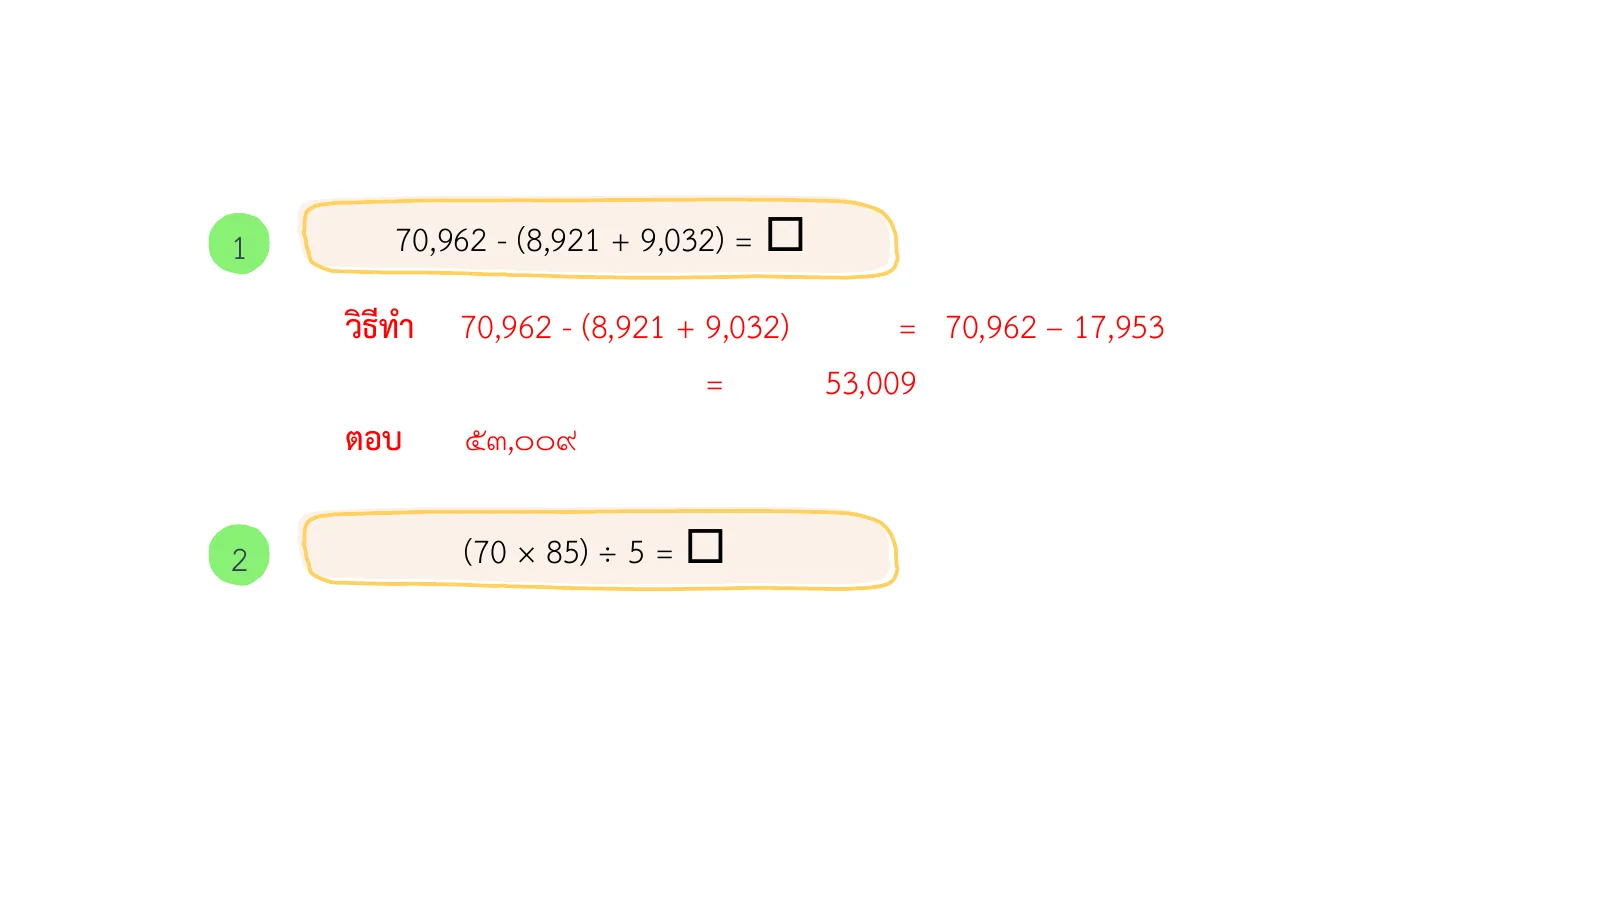 1
70,962 - (8,921 + 9,032) = □
วิธีทำ 70,962 - (8,921 + 9,032) = 70,962 – 17,953
= 53,009
ตอบ ๕๓,๐๐๙
2
(70 × 85) ÷ 5 = □